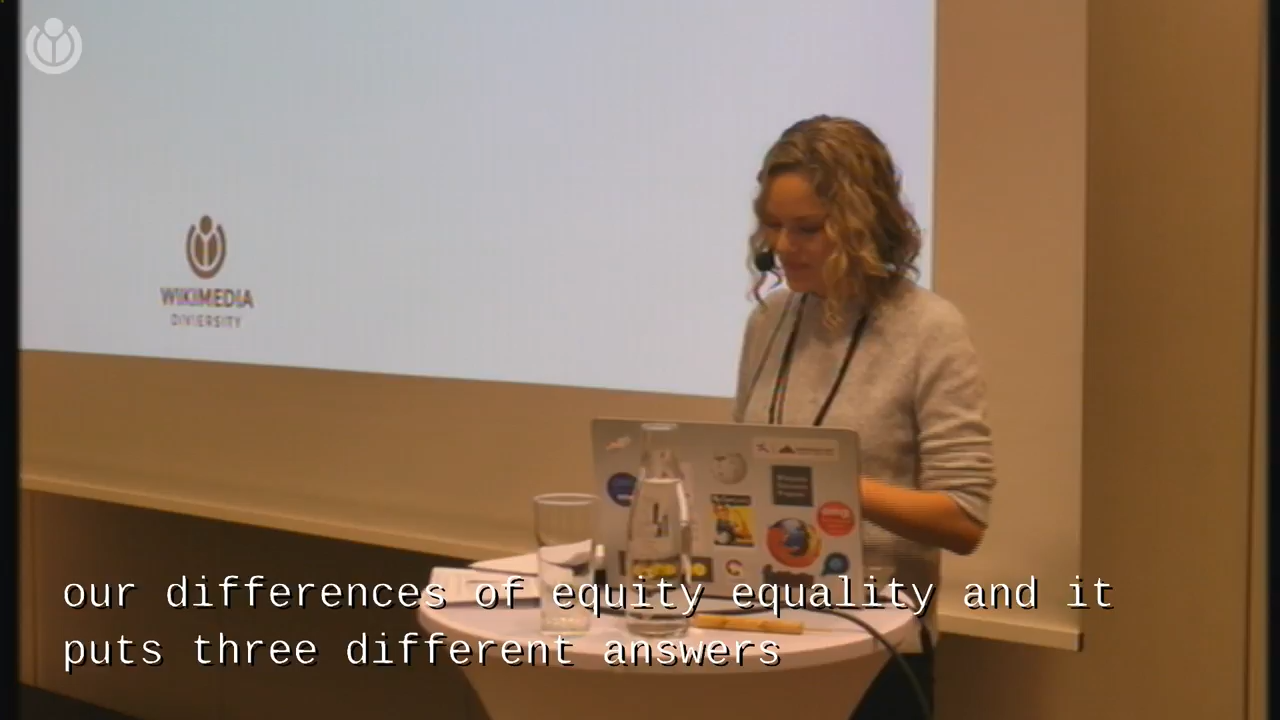 WIKIMEDIA
DIVERSITY
our differences of equity equality and it
puts three different answers